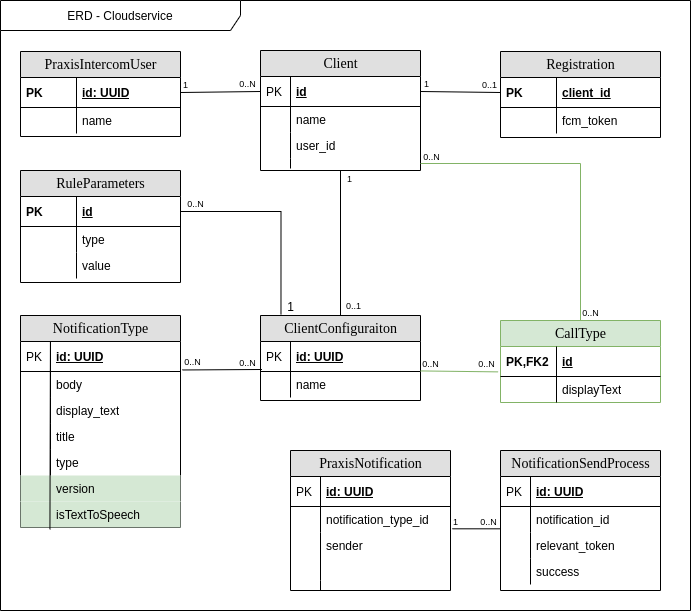 ERD - Cloudservice
PraxisIntercomUser
PK id: UUID
name
1 0..N
Client
PK id
name
user_id
1 0..1
Registration
PK client_id
fcm_token
0..N
1
RuleParameters
PK id
type
value
0..N
1
0..1
0..N
NotificationType
PK id: UUID
body
display_text
title
type
version
isTextToSpeech
0..N 0..N
ClientConfiguraiton
PK id: UUID
name
0..N 0..N
CallType
PK,FK2 id
displayText
PraxisNotification
PK id: UUID
notification_type_id
sender
1 0..N
NotificationSendProcess
PK id: UUID
notification_id
relevant_token
success